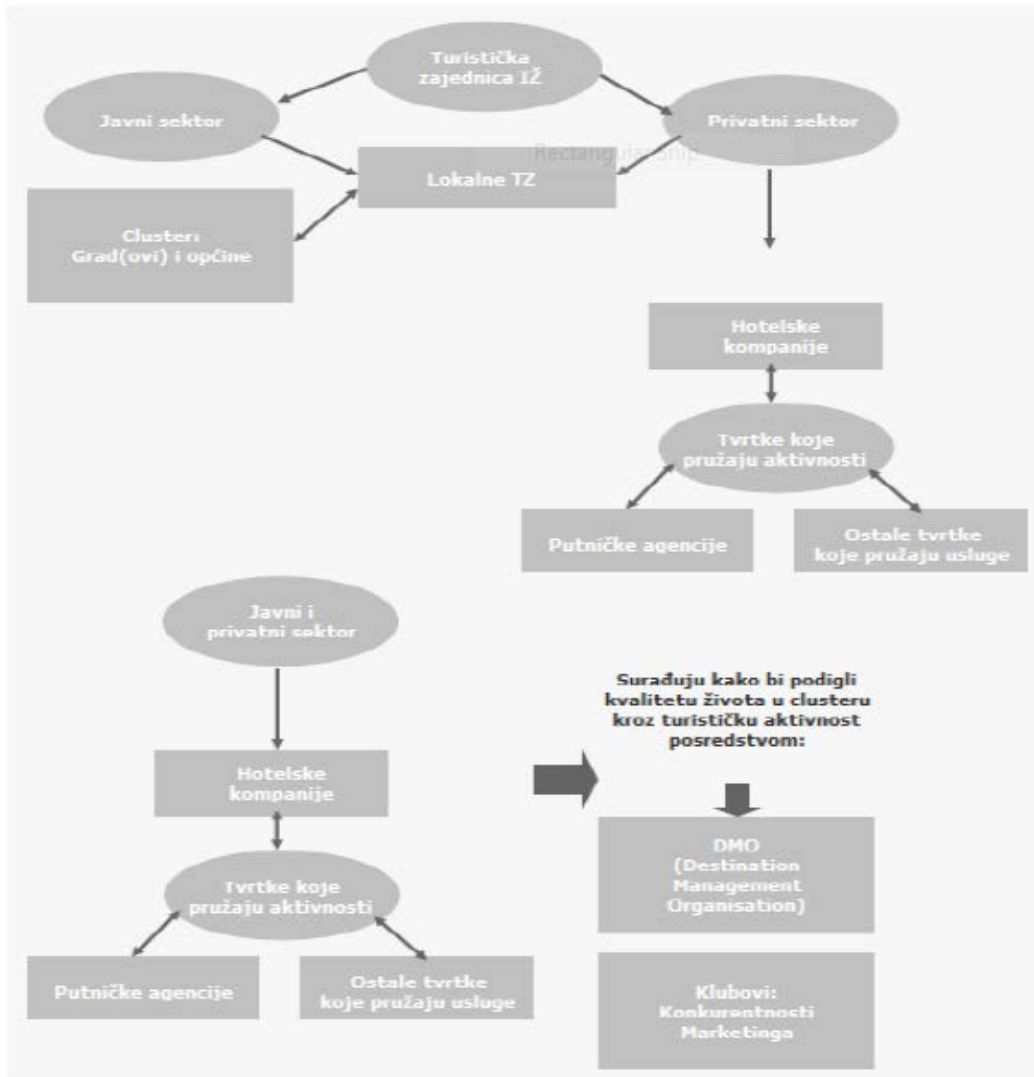 Turistička
zajednica IŽ
Javni sektor
Privatni sektor
Rectangular Snip
Lokalne TZ
Cluster:
Grad(ovi) i općine
Hotelske
kompanije
Tvrtke koje
pružaju aktivnosti
Putničke agencije
Ostale tvrtke
koje pružaju usluge
Javni i
privatni sektor
Hotelske
kompanije
Tvrtke koje
pružaju aktivnosti
Putničke agencije
Ostale tvrtke
koje pružaju usluge
Surađuju kako bi podigli
kvalitetu života u clusteru
kroz turističku aktivnost
posredstvom:
DMO
(Destination
Management
Organisation)
Klubovi:
Konkurentnosti
Marketinga